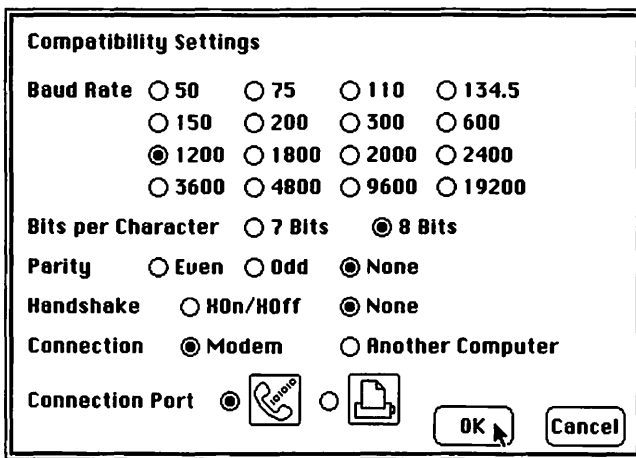 Compatibility Settings
Baud Rate 50 75 110 134.5
150 200 300 600
1200 1800 2000 2400
3600 4800 9600 19200
Bits per Character 7 Bits 8 Bits
Parity Even Odd None
Handshake XOn/XOff None
Connection Modem Another Computer
Connection Port 101010
OK Cancel